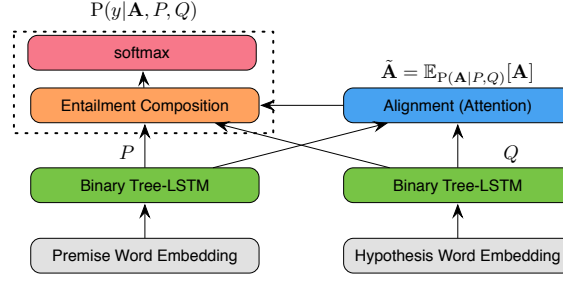 P(y|A, P, Q)
softmax
Ã = 𝔼P(A|P,Q)[A]
Entailment Composition
Alignment (Attention)
P
Q
Binary Tree-LSTM
Binary Tree-LSTM
Premise Word Embedding
Hypothesis Word Embedding